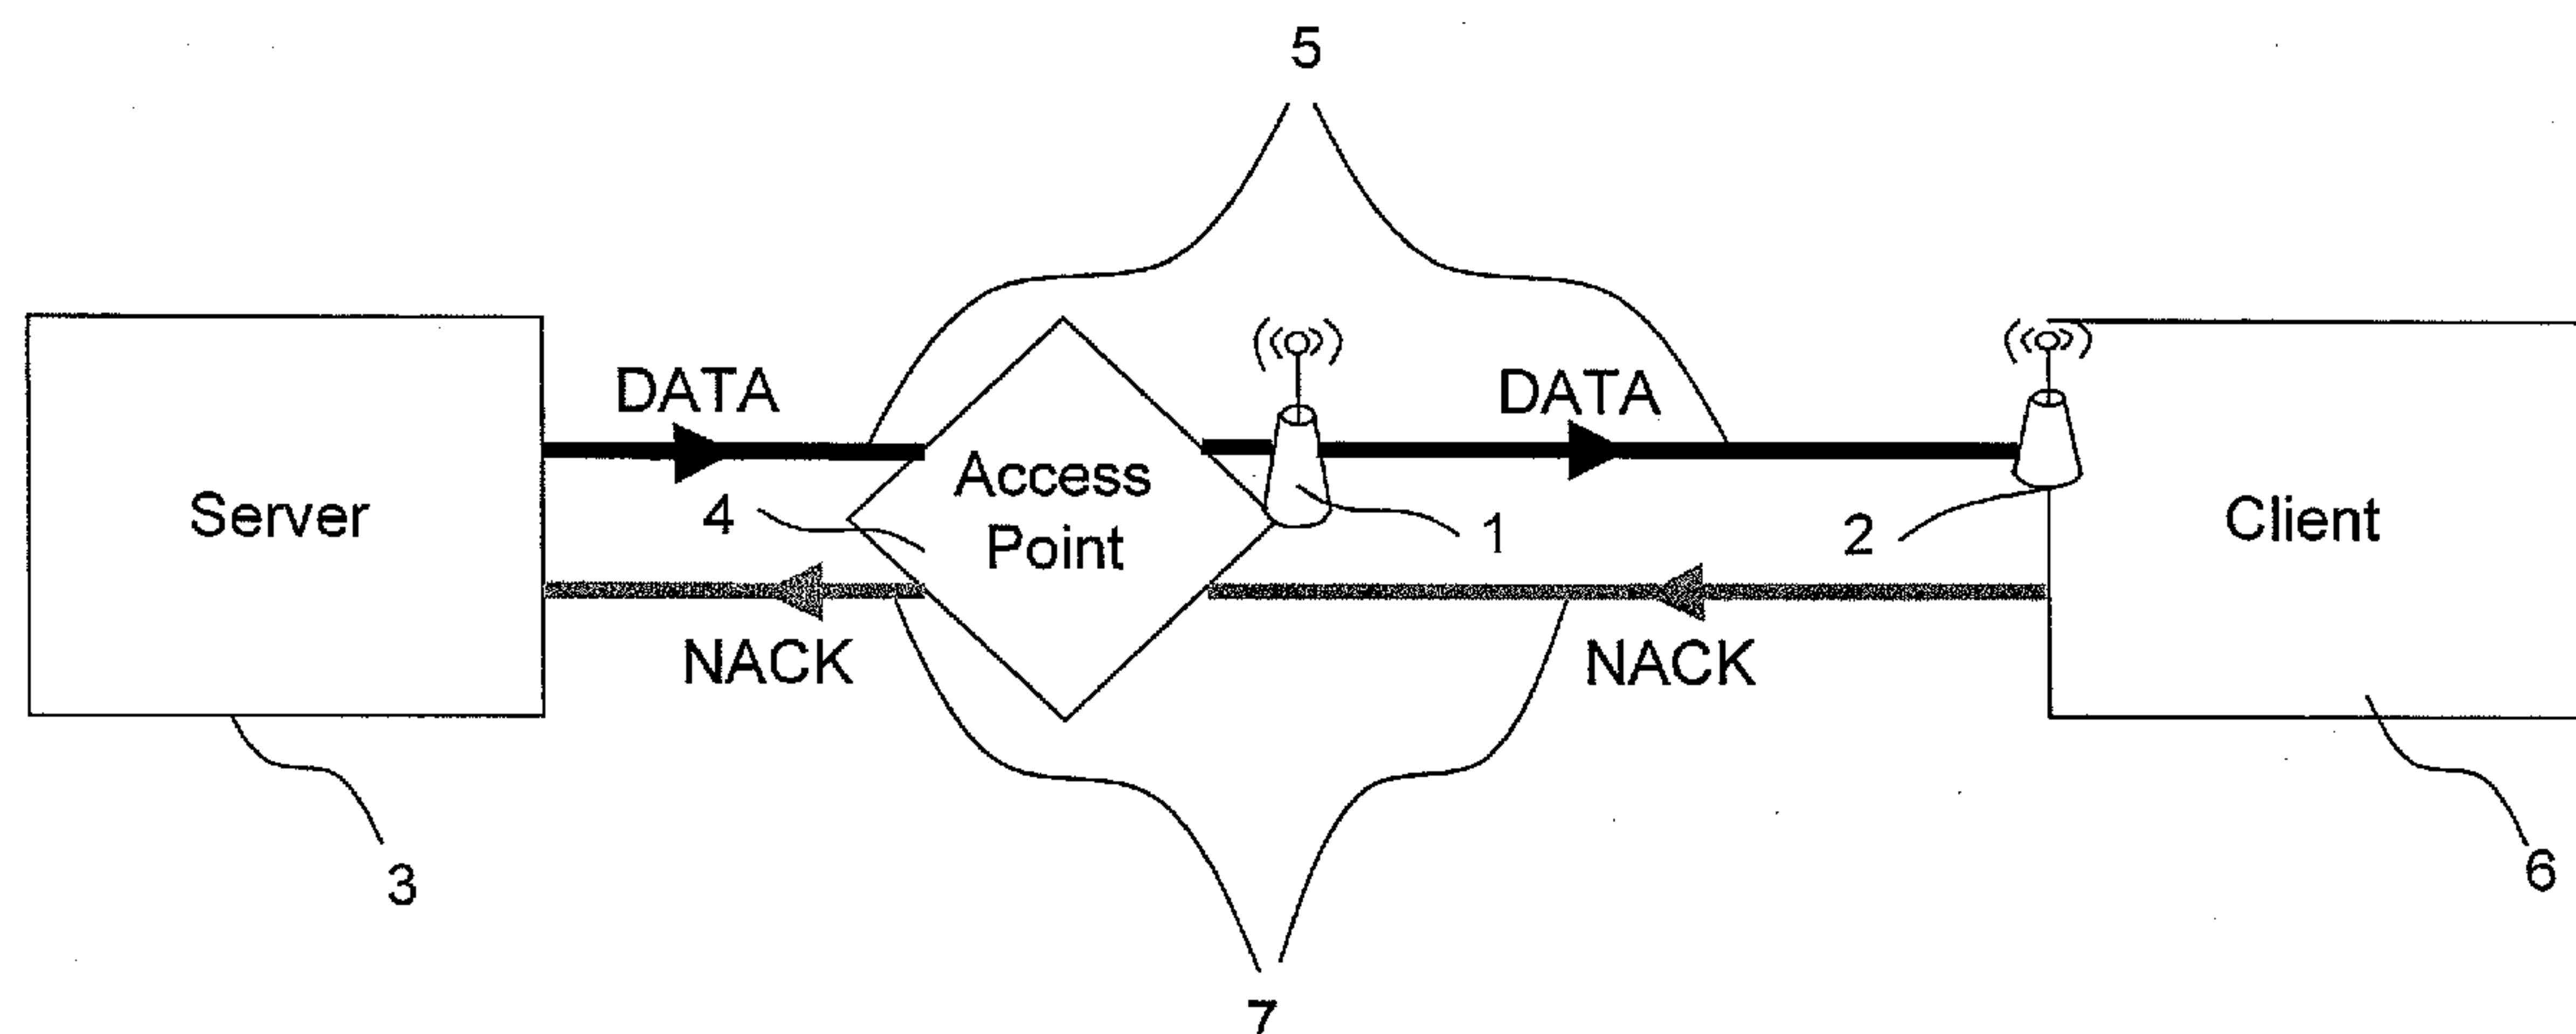 5
DATA
DATA
Access
Point
Server
4
1
2
Client
NACK
NACK
3
6
7